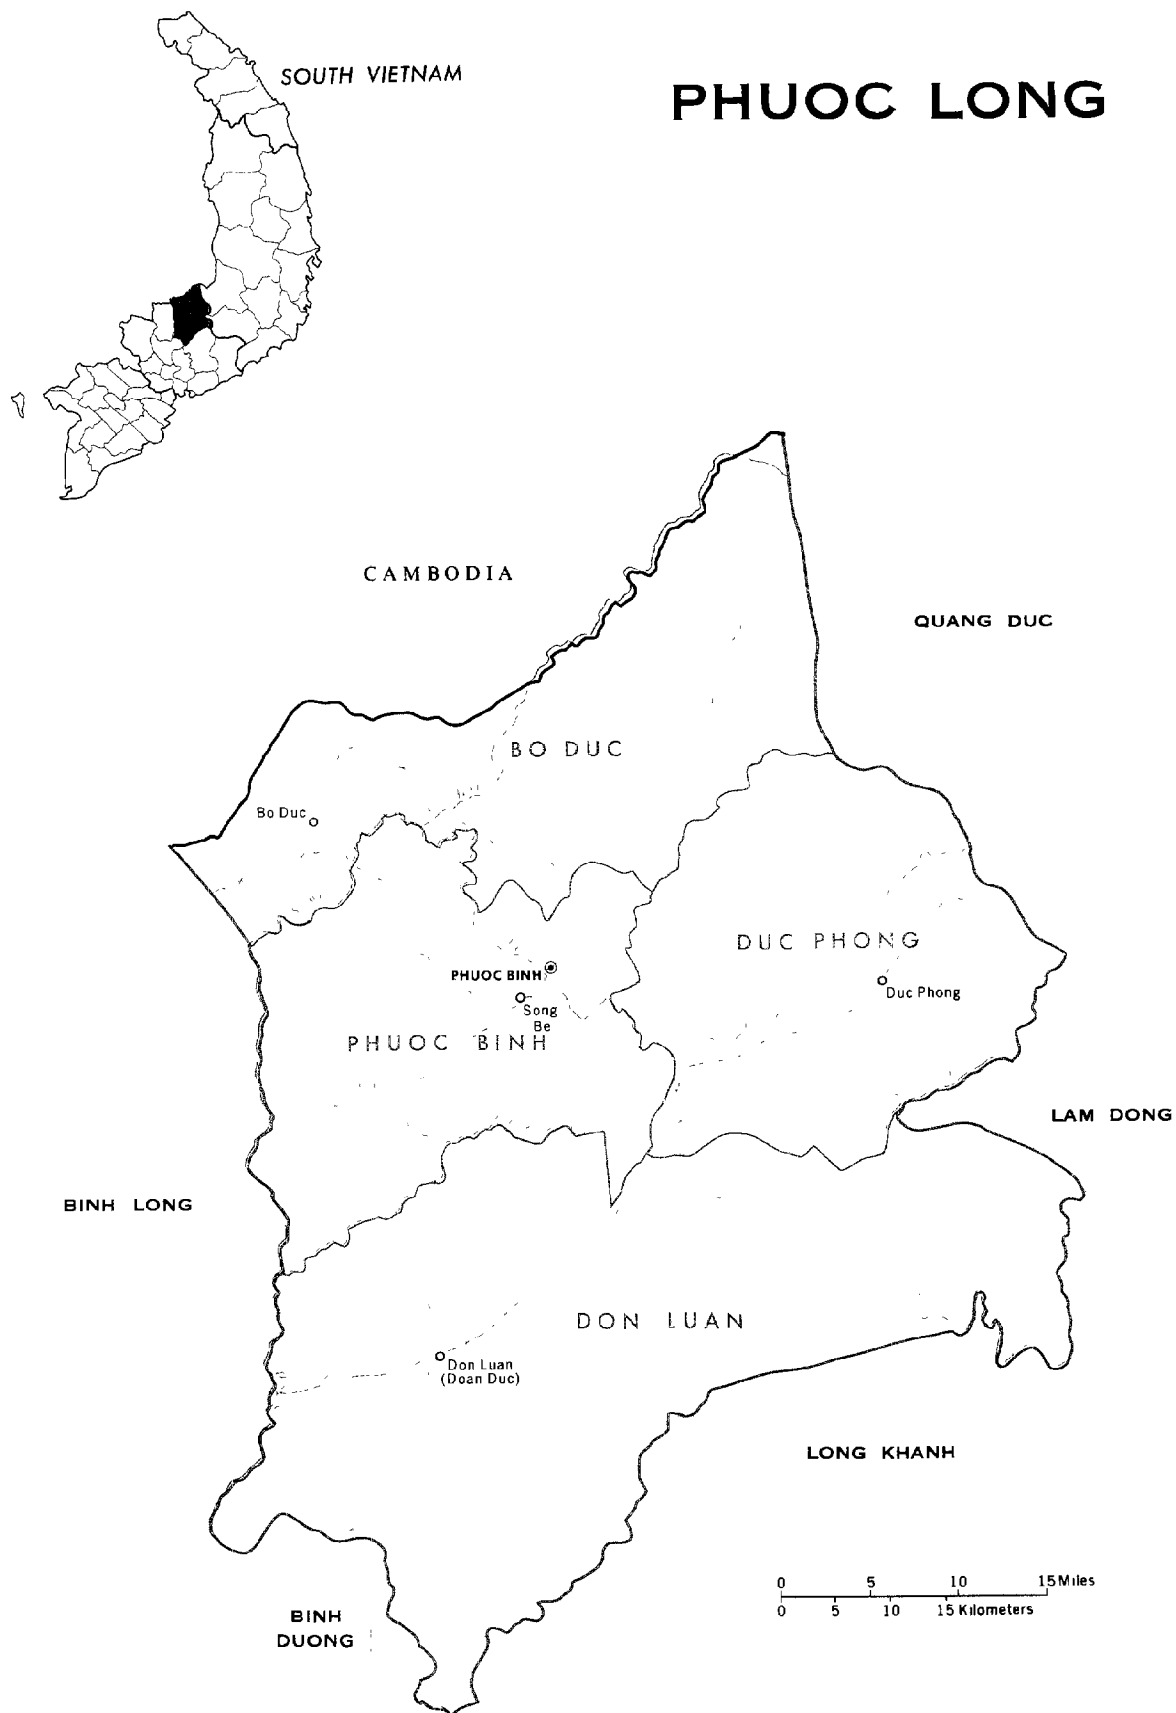 SOUTH VIETNAM
PHUOC LONG
CAMBODIA
QUANG DUC
BO DUC
Bo Duc
DUC PHONG
PHUOC BINH
Duc Phong
Song
Be
PHUOC BINH
LAM DONG
BINH LONG
DON LUAN
Don Luan
(Doan Duc)
LONG KHANH
0 5 10 15 Miles
0 5 10 15 Kilometers
BINH
DUONG